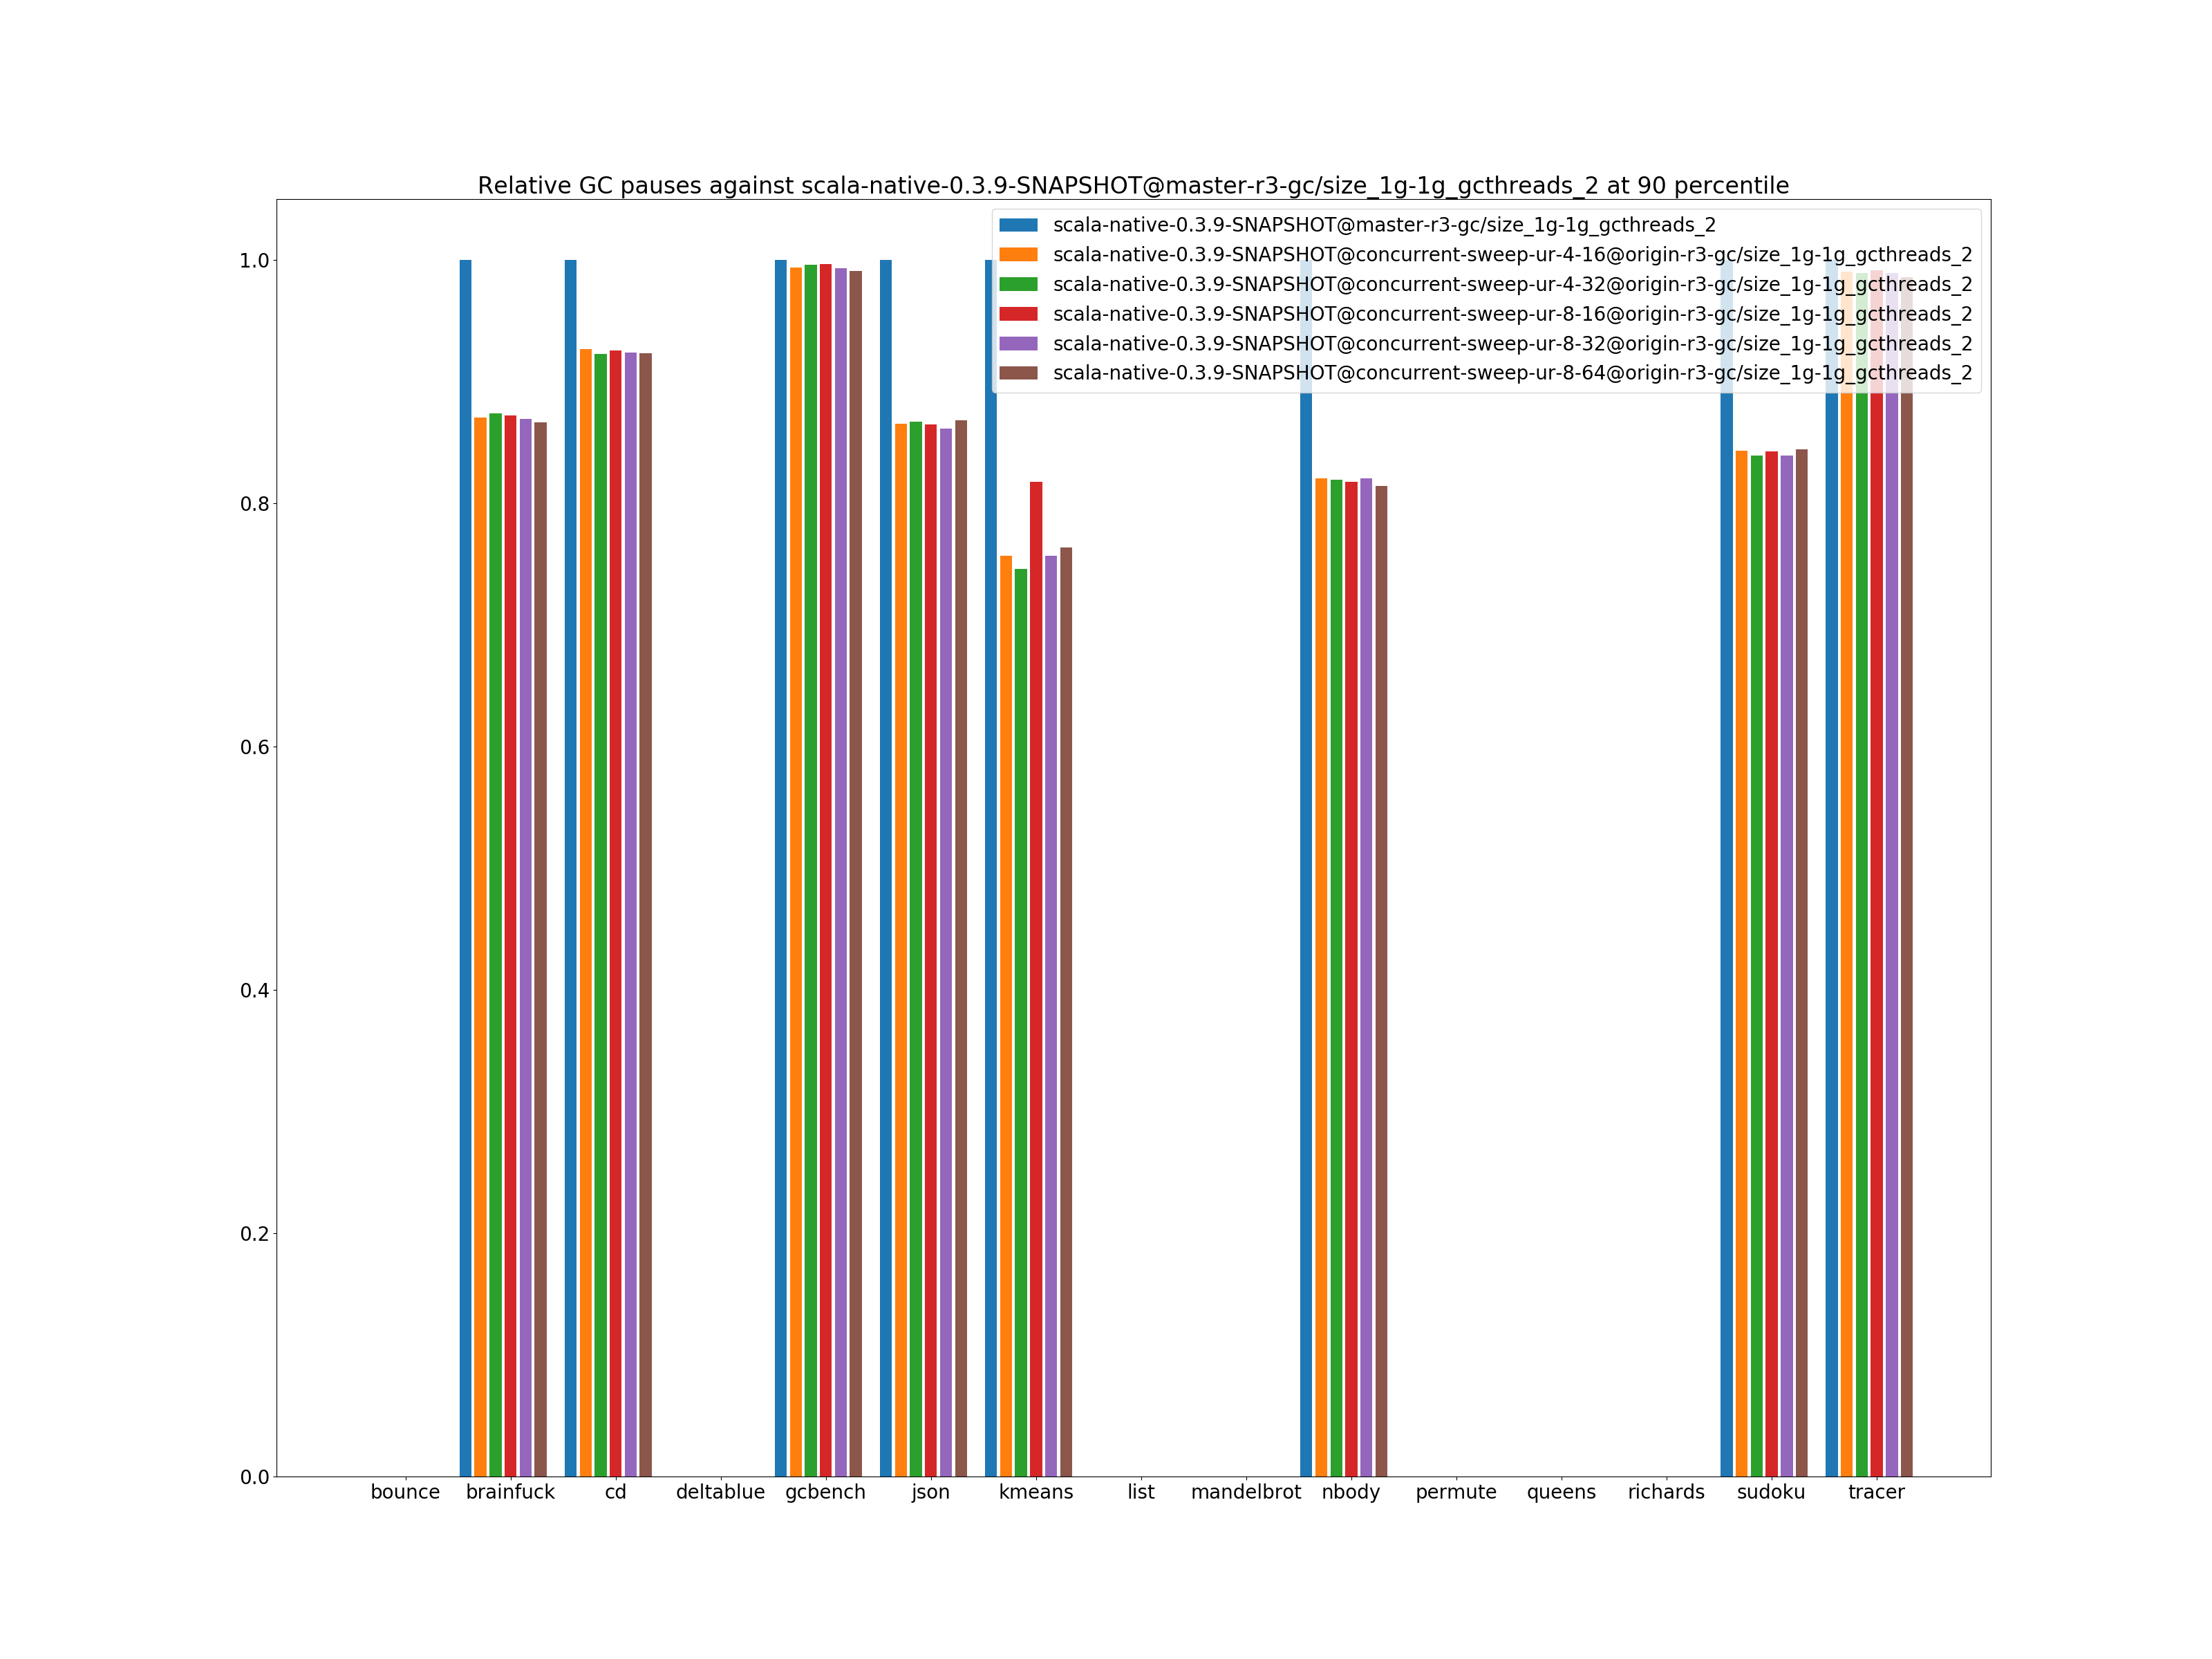 Relative GC pauses against scala-native-0.3.9-SNAPSHOT@master-r3-gc/size_1g-1g_gcthreads_2 at 90 percentile
scala-native-0.3.9-SNAPSHOT@master-r3-gc/size_1g-1g_gcthreads_2
scala-native-0.3.9-SNAPSHOT@concurrent-sweep-ur-4-16@origin-r3-gc/size_1g-1g_gcthreads_2
scala-native-0.3.9-SNAPSHOT@concurrent-sweep-ur-4-32@origin-r3-gc/size_1g-1g_gcthreads_2
scala-native-0.3.9-SNAPSHOT@concurrent-sweep-ur-8-16@origin-r3-gc/size_1g-1g_gcthreads_2
scala-native-0.3.9-SNAPSHOT@concurrent-sweep-ur-8-32@origin-r3-gc/size_1g-1g_gcthreads_2
scala-native-0.3.9-SNAPSHOT@concurrent-sweep-ur-8-64@origin-r3-gc/size_1g-1g_gcthreads_2
1.0
0.8
0.6
0.4
0.2
0.0
bounce brainfuck cd deltablue gcbench json kmeans list mandelbrot nbody permute queens richards sudoku tracer